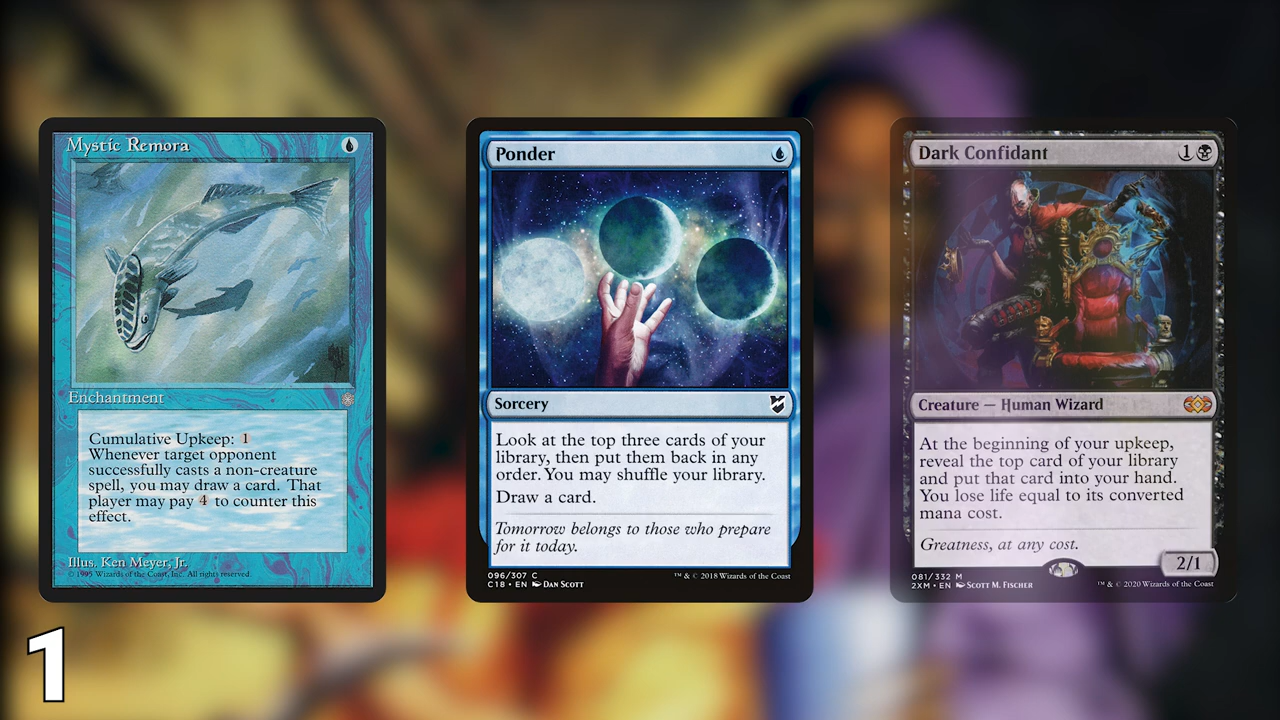 Mystic Remora
Enchantment
Cumulative Upkeep: 1
Whenever target opponent
successfully casts a non-creature
spell, you may draw a card. That
player may pay 4 to counter this
effect.
Illus. Ken Meyer, Jr.
© 1995 Wizards of the Coast, Inc. All rights reserved.
Ponder
Sorcery
Look at the top three cards of your
library, then put them back in any
order. You may shuffle your library.
Draw a card.
Tomorrow belongs to those who prepare
for it today.
096/307 C
C18 • EN DAN SCOTT
™ & © 2018 Wizards of the Coast
Dark Confidant
1
Creature — Human Wizard
At the beginning of your upkeep,
reveal the top card of your library
and put that card into your hand.
You lose life equal to its converted
mana cost.
Greatness, at any cost.
2/1
081/332 M
2XM • EN SCOTT M. FISCHER
™ & © 2020 Wizards of the Coast
1